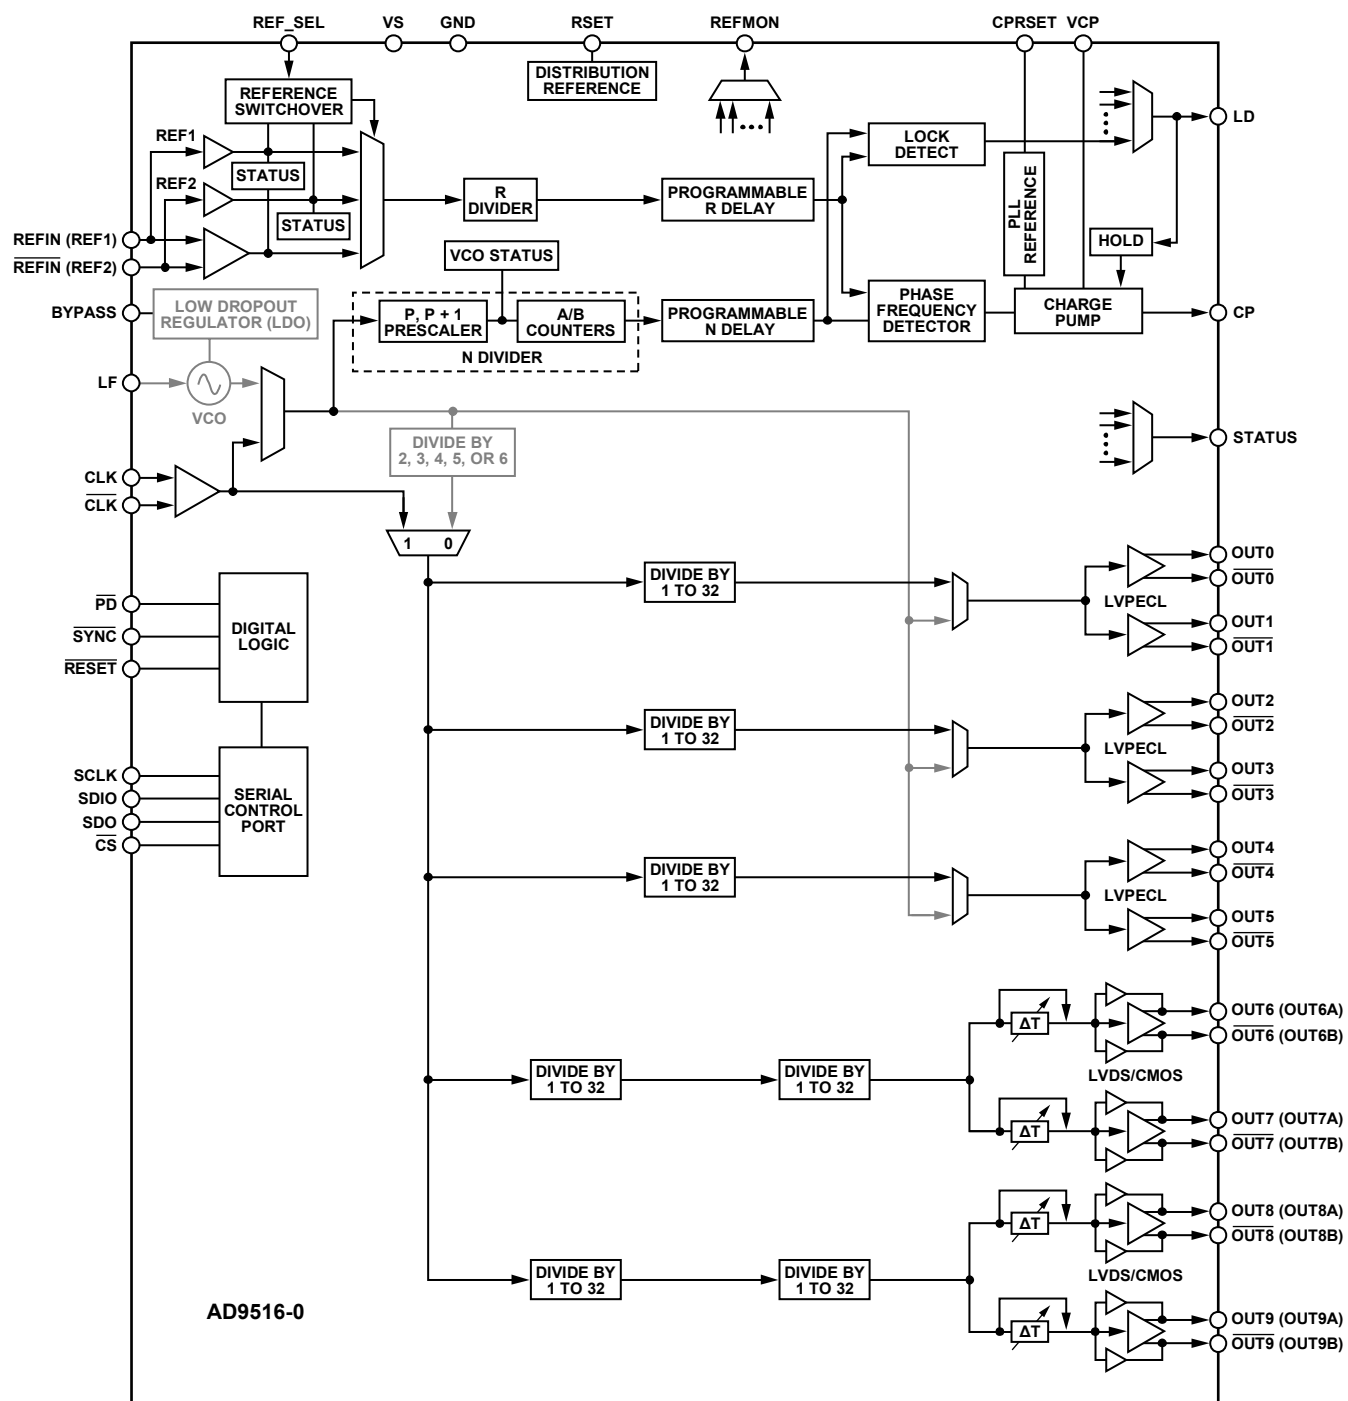 REF_SEL
VS
GND
RSET
REFMON
CPRSET
VCP
REFERENCE
SWITCHOVER
DISTRIBUTION
REFERENCE
LD
REF1
STATUS
REF2
STATUS
R
DIVIDER
PROGRAMMABLE
R DELAY
LOCK
DETECT
PLL
REFERENCE
HOLD
REFIN (REF1)
REFIN (REF2)
VCO STATUS
BYPASS
LOW DROPOUT
REGULATOR (LDO)
P, P + 1
PRESCALER
A/B
COUNTERS
N DIVIDER
PROGRAMMABLE
N DELAY
PHASE
FREQUENCY
DETECTOR
CHARGE
PUMP
CP
LF
VCO
DIVIDE BY
2, 3, 4, 5, OR 6
STATUS
CLK
CLK
1 0
DIVIDE BY
1 TO 32
LVPECL
OUT0
OUT0
OUT1
OUT1
PD
SYNC
RESET
DIGITAL
LOGIC
DIVIDE BY
1 TO 32
LVPECL
OUT2
OUT2
OUT3
OUT3
SCLK
SDIO
SDO
CS
SERIAL
CONTROL
PORT
DIVIDE BY
1 TO 32
LVPECL
OUT4
OUT4
OUT5
OUT5
DIVIDE BY
1 TO 32
DIVIDE BY
1 TO 32
ΔT
ΔT
LVDS/CMOS
OUT6 (OUT6A)
OUT6 (OUT6B)
OUT7 (OUT7A)
OUT7 (OUT7B)
DIVIDE BY
1 TO 32
DIVIDE BY
1 TO 32
ΔT
ΔT
LVDS/CMOS
OUT8 (OUT8A)
OUT8 (OUT8B)
OUT9 (OUT9A)
OUT9 (OUT9B)
AD9516-0